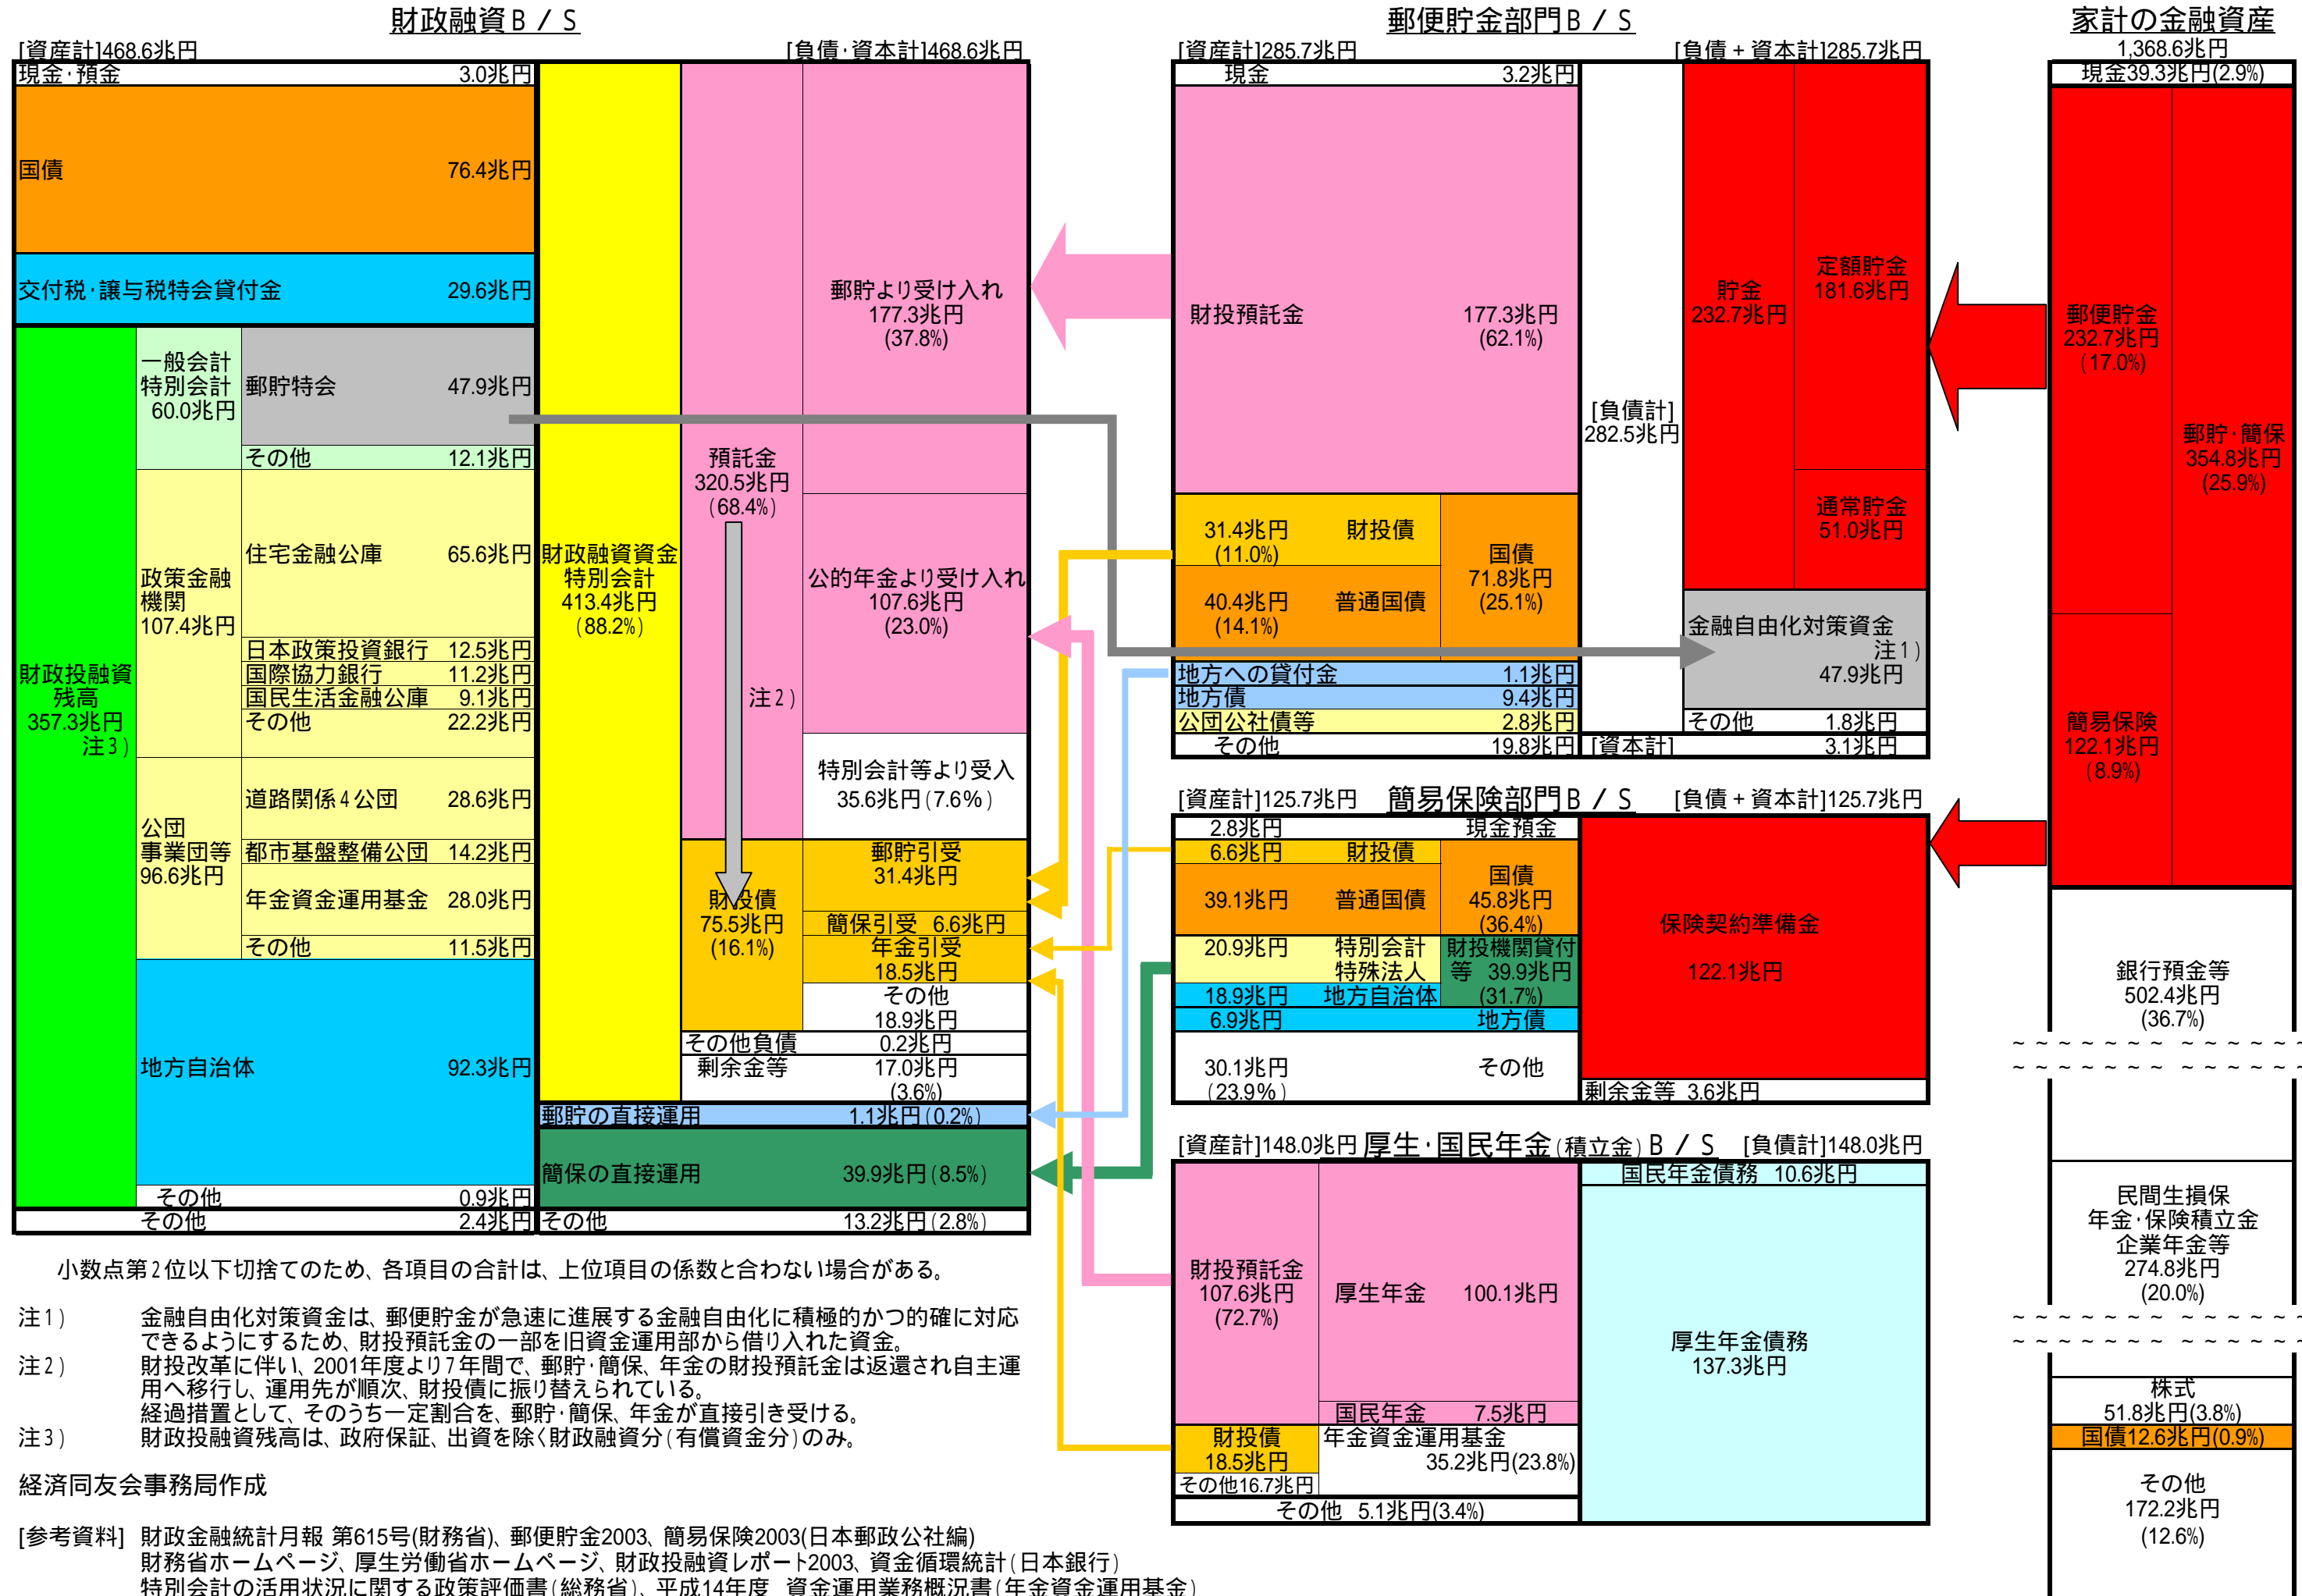 財政融資B/S
[資産計]468.6兆円
[負債・資本計]468.6兆円
現金・預金 3.0兆円
国債 76.4兆円
交付税・譲与税特会貸付金 29.6兆円
財政投融資
残高
357.3兆円
注3)
一般会計
特別会計
60.0兆円
郵貯特会 47.9兆円
その他 12.1兆円
政策金融
機関
107.4兆円
住宅金融公庫 65.6兆円
日本政策投資銀行 12.5兆円
国際協力銀行 11.2兆円
国民生活金融公庫 9.1兆円
その他 22.2兆円
公団
事業団等
96.6兆円
道路関係4公団 28.6兆円
都市基盤整備公団 14.2兆円
年金資金運用基金 28.0兆円
その他 11.5兆円
地方自治体 92.3兆円
その他 0.9兆円
その他 2.4兆円
財政融資資金
特別会計
413.4兆円
(88.2%)
預託金
320.5兆円
(68.4%)
注2)
郵貯より受け入れ
177.3兆円
(37.8%)
公的年金より受け入れ
107.6兆円
(23.0%)
特別会計等より受入
35.6兆円(7.6%)
財投債
75.5兆円
(16.1%)
郵貯引受
31.4兆円
簡保引受 6.6兆円
年金引受
18.5兆円
その他
18.9兆円
その他負債 0.2兆円
剰余金等 17.0兆円
(3.6%)
郵貯の直接運用 1.1兆円(0.2%)
簡保の直接運用 39.9兆円(8.5%)
その他 13.2兆円(2.8%)
郵便貯金部門B/S
[資産計]285.7兆円
[負債+資本計]285.7兆円
現金 3.2兆円
財投預託金 177.3兆円
(62.1%)
31.4兆円 財投債
(11.0%)
40.4兆円 普通国債
(14.1%)
国債
71.8兆円
(25.1%)
地方への貸付金 1.1兆円
地方債 9.4兆円
公団公社債等 2.8兆円
その他 19.8兆円
[負債計]
282.5兆円
貯金
232.7兆円
定額貯金
181.6兆円
通常貯金
51.0兆円
金融自由化対策資金
注1)
47.9兆円
その他 1.8兆円
[資本計] 3.1兆円
[資産計]125.7兆円 簡易保険部門B/S [負債+資本計]125.7兆円
2.8兆円 現金預金
6.6兆円 財投債
39.1兆円 普通国債
国債
45.8兆円
(36.4%)
20.9兆円 特別会計
特殊法人
18.9兆円 地方自治体
財投機関貸付
等 39.9兆円
(31.7%)
6.9兆円 地方債
30.1兆円 その他
(23.9%)
保険契約準備金
122.1兆円
剰余金等 3.6兆円
[資産計]148.0兆円 厚生・国民年金(積立金)B/S [負債計]148.0兆円
財投預託金
107.6兆円
(72.7%)
厚生年金 100.1兆円
国民年金 7.5兆円
財投債
18.5兆円
その他16.7兆円
年金資金運用基金
35.2兆円(23.8%)
その他 5.1兆円(3.4%)
国民年金債務 10.6兆円
厚生年金債務
137.3兆円
家計の金融資産
1,368.6兆円
現金39.3兆円(2.9%)
郵便貯金
232.7兆円
(17.0%)
郵貯・簡保
354.8兆円
(25.9%)
簡易保険
122.1兆円
(8.9%)
銀行預金等
502.4兆円
(36.7%)
~ ~ ~ ~ ~ ~ ~ ~ ~ ~ ~ ~ ~
~ ~ ~ ~ ~ ~ ~ ~ ~ ~ ~ ~ ~
民間生損保
年金・保険積立金
企業年金等
274.8兆円
(20.0%)
~ ~ ~ ~ ~ ~ ~ ~ ~ ~ ~ ~ ~
~ ~ ~ ~ ~ ~ ~ ~ ~ ~ ~ ~ ~
株式
51.8兆円(3.8%)
国債12.6兆円(0.9%)
その他
172.2兆円
(12.6%)
小数点第2位以下切捨てのため、各項目の合計は、上位項目の係数と合わない場合がある。
注1) 金融自由化対策資金は、郵便貯金が急速に進展する金融自由化に積極的かつ的確に対応
できるようにするため、財投預託金の一部を旧資金運用部から借り入れた資金。
注2) 財投改革に伴い、2001年度より7年間で、郵貯・簡保、年金の財投預託金は返還され自主運
用へ移行し、運用先が順次、財投債に振り替えられている。
経過措置として、そのうち一定割合を、郵貯・簡保、年金が直接引き受ける。
注3) 財政投融資残高は、政府保証、出資を除く財政融資分(有償資金分)のみ。
経済同友会事務局作成
[参考資料] 財政金融統計月報 第615号(財務省)、郵便貯金2003、簡易保険2003(日本郵政公社編)
財務省ホームページ、厚生労働省ホームページ、財政投融資レポート2003、資金循環統計(日本銀行)
特別会計の活用状況に関する政策評価書(総務省)、平成14年度 資金運用業務概況書(年金資金運用基金)